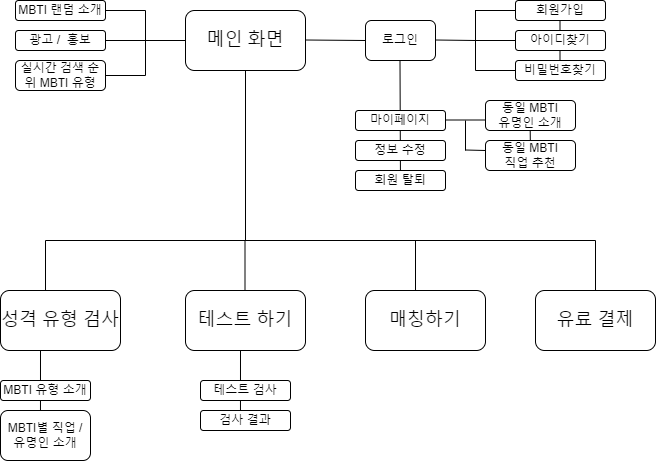 MBTI 랜덤 소개
광고 / 홍보
실시간 검색 순
위 MBTI 유형
메인 화면
로그인
회원가입
아이디찾기
비밀번호찾기
마이페이지
정보 수정
회원 탈퇴
동일 MBTI
유명인 소개
동일 MBTI
직업 추천
성격 유형 검사
테스트 하기
매칭하기
유료 결제
MBTI 유형 소개
MBTI별 직업 /
유명인 소개
테스트 검사
검사 결과